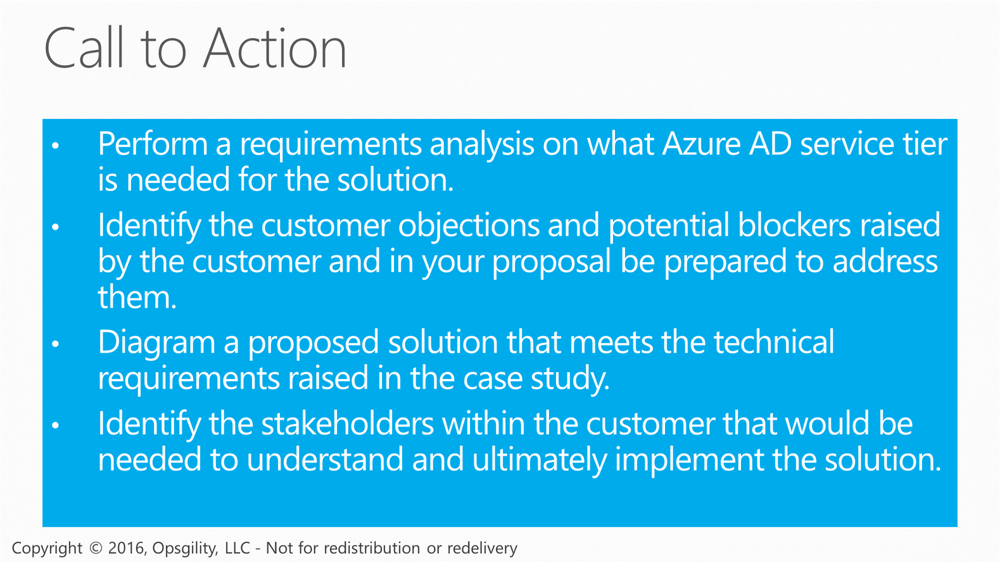 Call to Action
• Perform a requirements analysis on what Azure AD service tier
is needed for the solution.
• Identify the customer objections and potential blockers raised
by the customer and in your proposal be prepared to address
them.
• Diagram a proposed solution that meets the technical
requirements raised in the case study.
• Identify the stakeholders within the customer that would be
needed to understand and ultimately implement the solution.
Copyright © 2016, Opsgility, LLC - Not for redistribution or redelivery